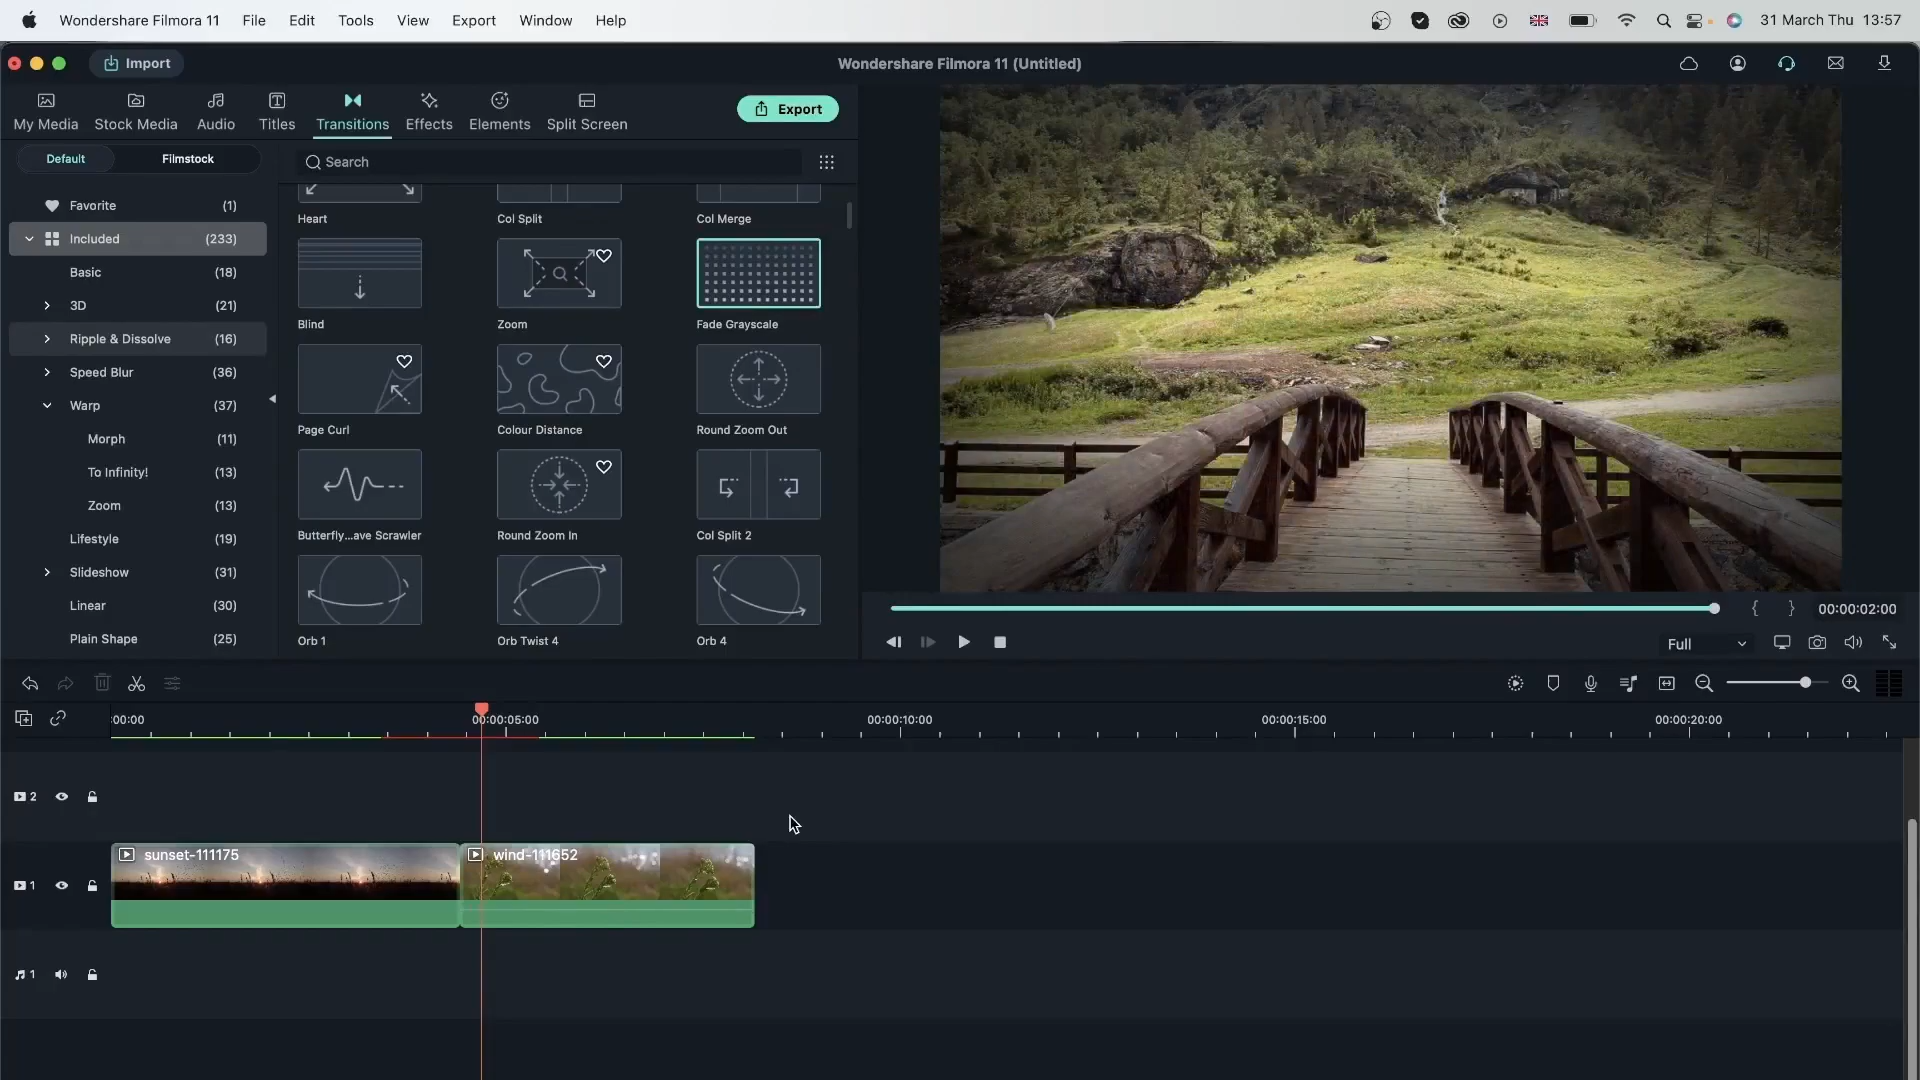 Wondershare Filmora 11 File Edit Tools View Export Window Help 31 March Thu 13:57
Import Wondershare Filmora 11 (Untitled)
My Media Stock Media Audio Titles Transitions Effects Elements Split Screen Export
Default Filmstock Search
Favorite (1)
Included (233)
Basic (18)
3D (21)
Ripple & Dissolve (16)
Speed Blur (36)
Warp (37)
Morph (11)
To Infinity! (13)
Zoom (13)
Lifestyle (19)
Slideshow (31)
Linear (30)
Plain Shape (25)
Heart Col Split Col Merge
Blind Zoom Fade Grayscale
Page Curl Colour Distance Round Zoom Out
Butterfly...ave Scrawler Round Zoom In Col Split 2
Orb 1 Orb Twist 4 Orb 4
{ } 00:00:02:00
Full
:00:00 00:00:05:00 00:00:10:00 00:00:15:00 00:00:20:00
2
sunset-111175 wind-111652
1
1